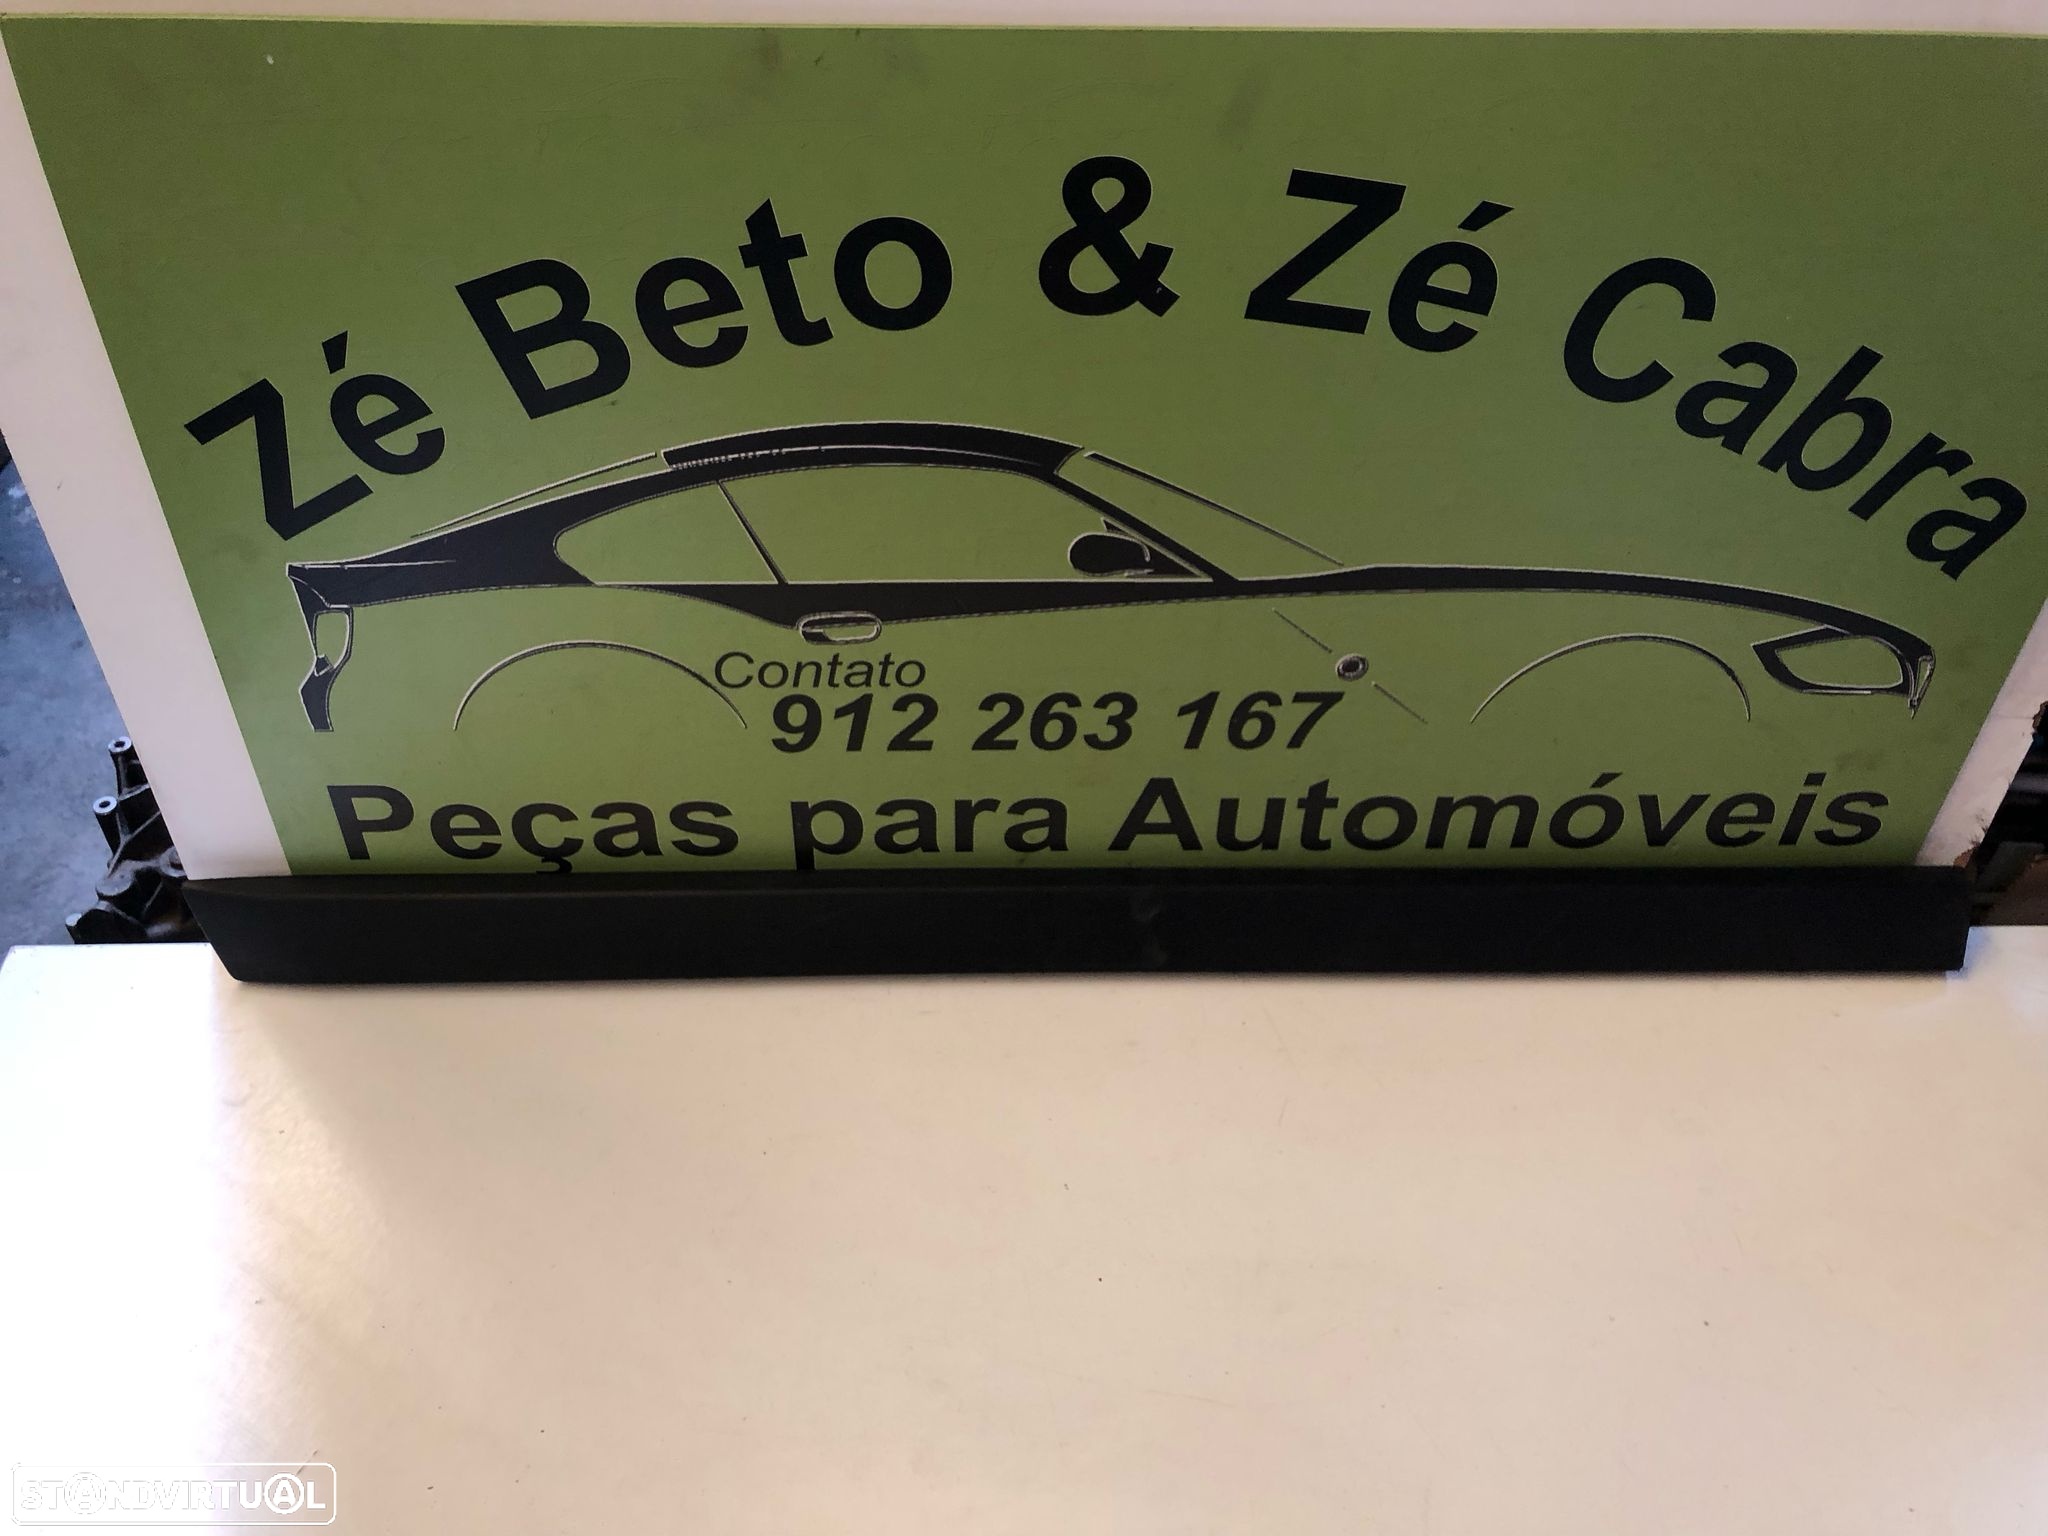 Zé Beto & Zé Cabra
Contato
912 263 167
Peças para Automóveis
STANDVIRTUAL